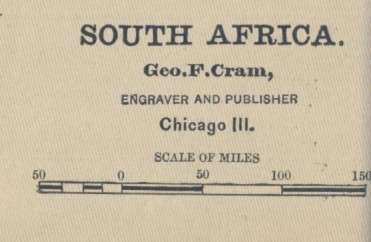 SOUTH AFRICA.
Geo.F.Cram,
ENGRAVER AND PUBLISHER
Chicago Ill.
SCALE OF MILES
50 0 50 100 150